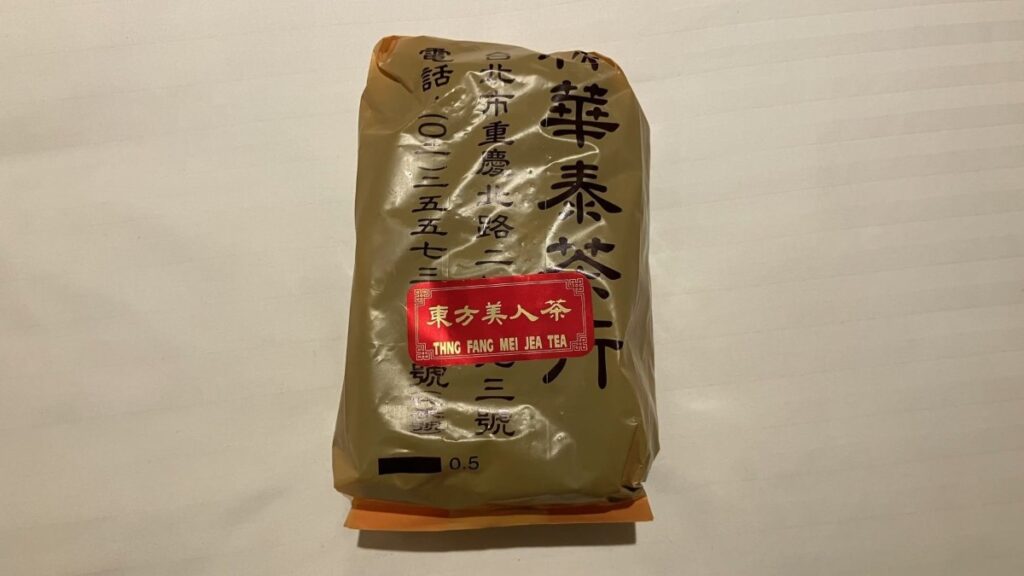 華泰茶行
北市重慶北路二
三號
電話:(〇二)二五五七三
號
東方美人茶
THNG FANG MEI JEA TEA
0.5